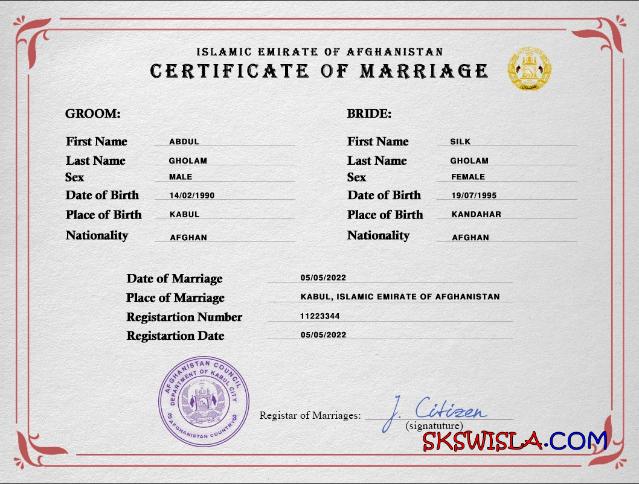 ISLAMIC EMIRATE OF AFGHANISTAN
CERTIFICATE OF MARRIAGE
GROOM:
First Name ABDUL
Last Name GHOLAM
Sex MALE
Date of Birth 14/02/1990
Place of Birth KABUL
Nationality AFGHAN
BRIDE:
First Name SILK
Last Name GHOLAM
Sex FEMALE
Date of Birth 19/07/1995
Place of Birth KANDAHAR
Nationality AFGHAN
Date of Marriage 05/05/2022
Place of Marriage KABUL, ISLAMIC EMIRATE OF AFGHANISTAN
Registartion Number 11223344
Registartion Date 05/05/2022
AFGHANISTAN COUNCIL
DEPARTMENT OF KABUL CITY
AFGHANISTAN COUNTRY
Registar of Marriages: J. Citizen
(signatuture)
SKSWISLA.COM